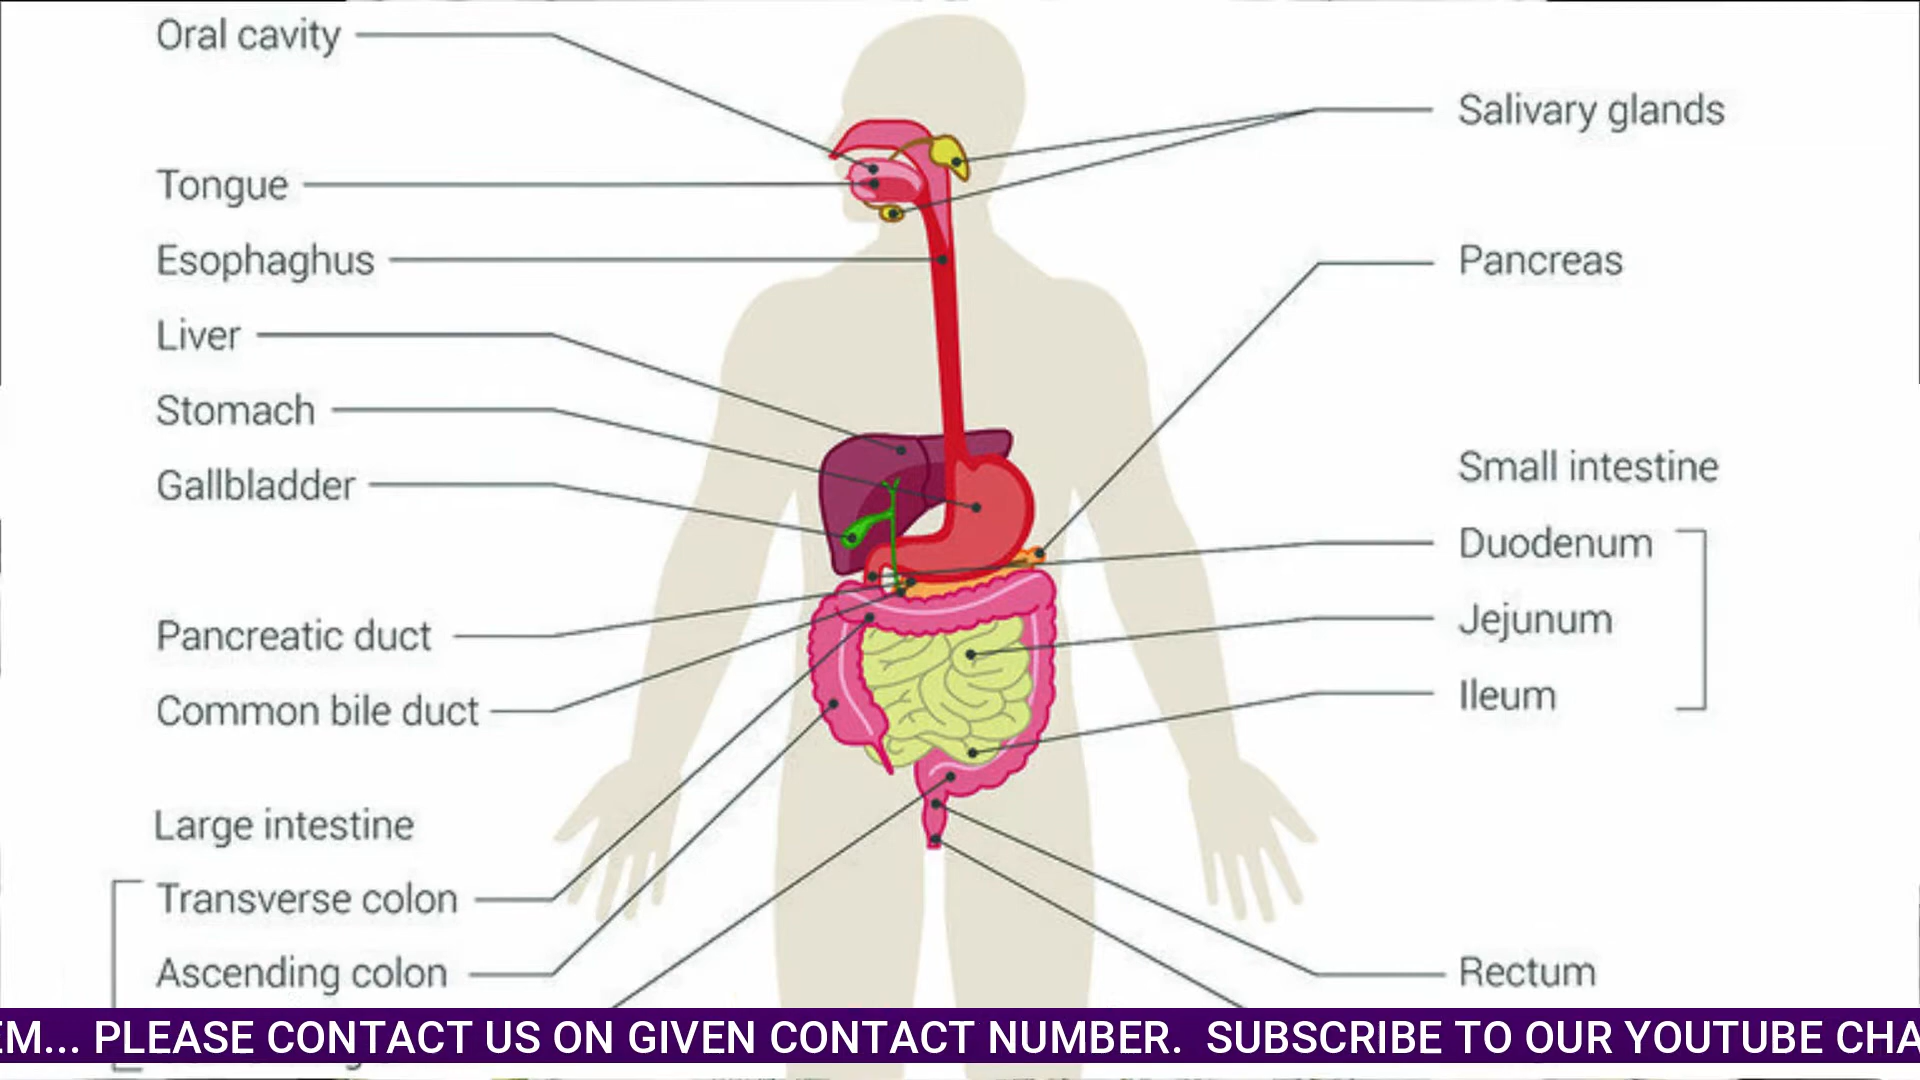 Oral cavity
Tongue
Esophaghus
Liver
Stomach
Gallbladder
Pancreatic duct
Common bile duct
Large intestine
Transverse colon
Ascending colon
Salivary glands
Pancreas
Small intestine
Duodenum
Jejunum
Ileum
Rectum
EM... PLEASE CONTACT US ON GIVEN CONTACT NUMBER. SUBSCRIBE TO OUR YOUTUBE CHA